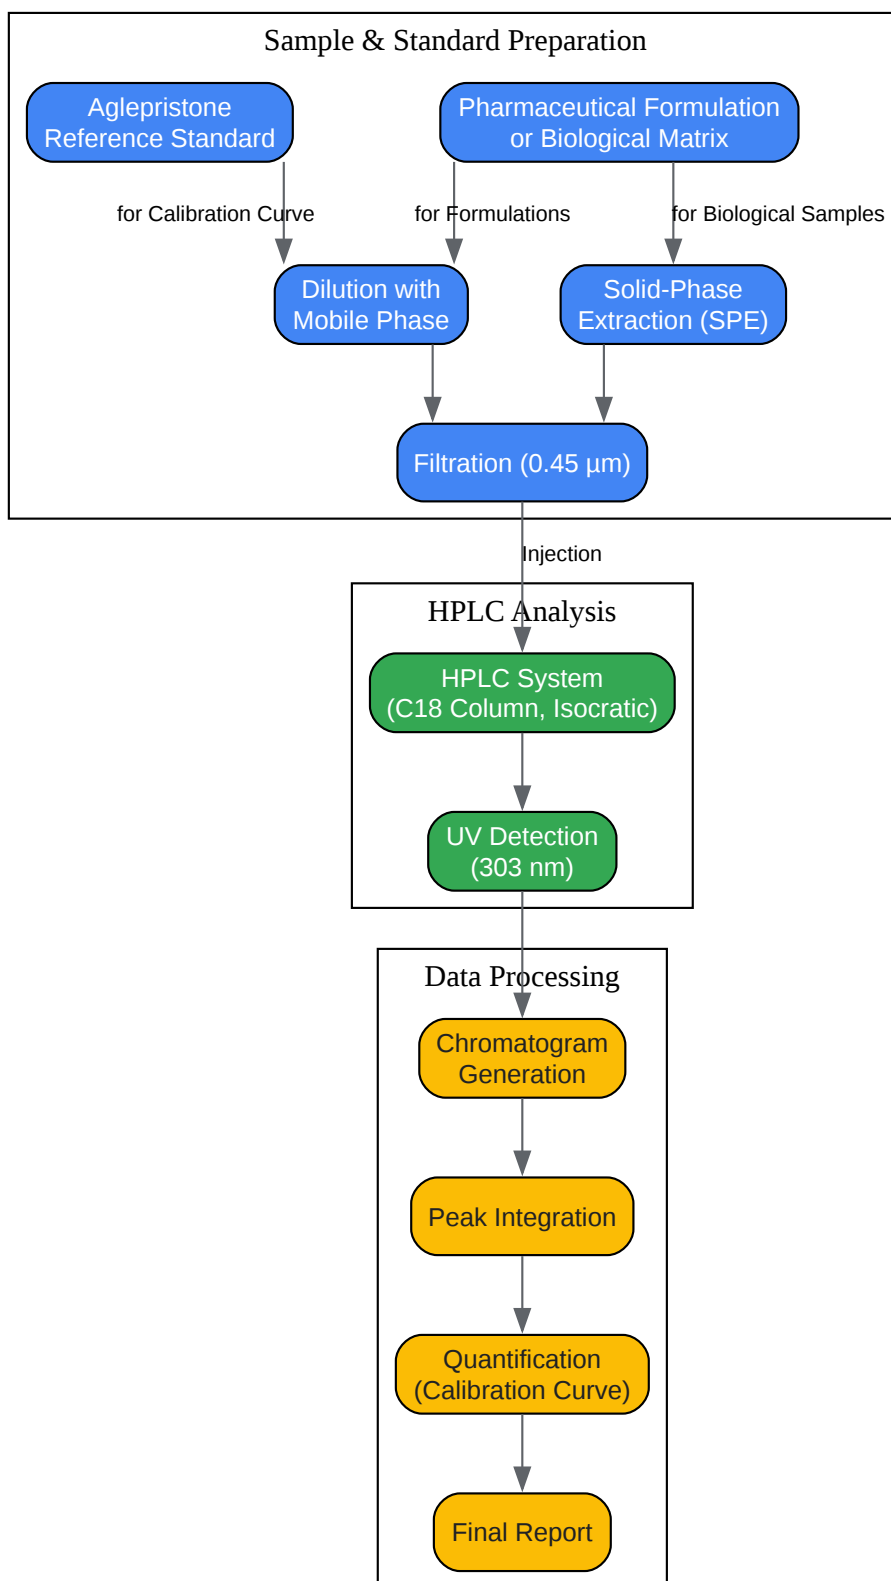 Sample & Standard Preparation
Aglepristone
Reference Standard
Pharmaceutical Formulation
or Biological Matrix
for Calibration Curve
for Formulations
for Biological Samples
Dilution with
Mobile Phase
Solid-Phase
Extraction (SPE)
Filtration (0.45 µm)
Injection
HPLC Analysis
HPLC System
(C18 Column, Isocratic)
UV Detection
(303 nm)
Data Processing
Chromatogram
Generation
Peak Integration
Quantification
(Calibration Curve)
Final Report